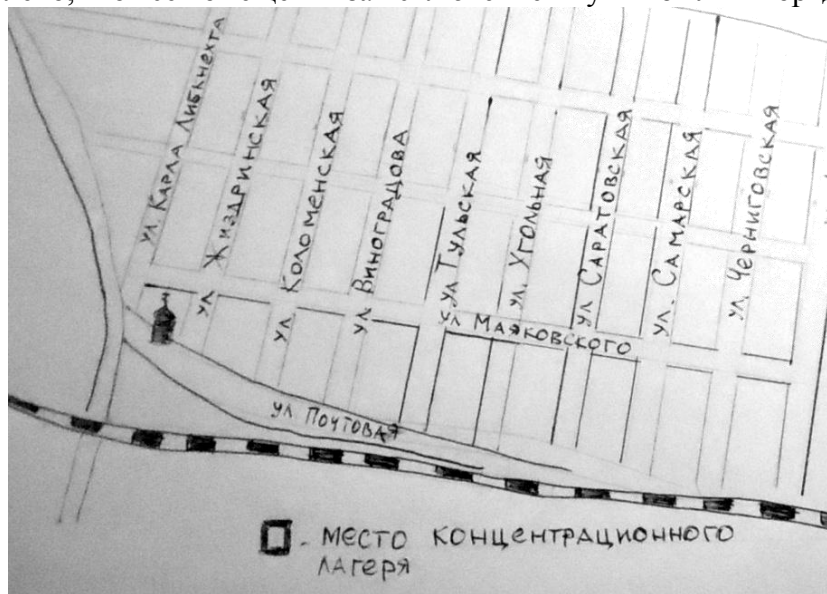 ул Карла Либкнехта
ул. Жиздринская
ул. Коломенская
ул. Виноградова
ул Тульская
ул. Угольная
ул Саратовская
ул. Самарская
ул. Черниговская
ул Маяковского
ул Почтовая
- место концентрационного
лагеря